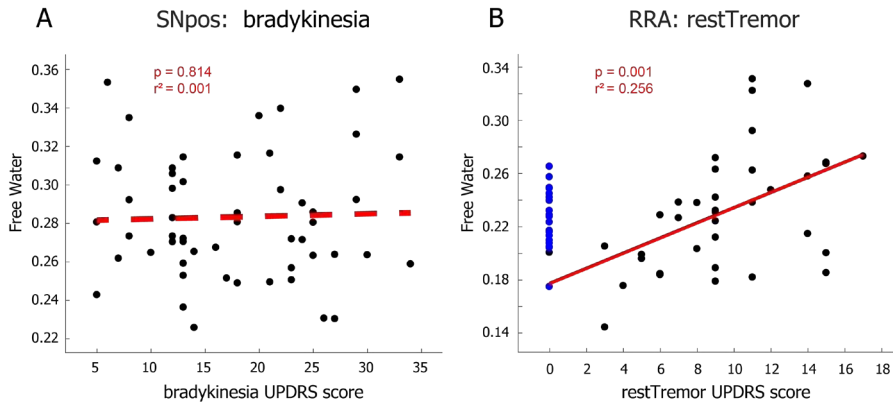 A SNpos: bradykinesia
p = 0.814
r² = 0.001
Free Water
0.36
0.34
0.32
0.30
0.28
0.26
0.24
0.22
5 10 15 20 25 30 35
bradykinesia UPDRS score
B RRA: restTremor
p = 0.001
r² = 0.256
Free Water
0.34
0.30
0.26
0.22
0.18
0.14
0 2 4 6 8 10 12 14 16 18
restTremor UPDRS score